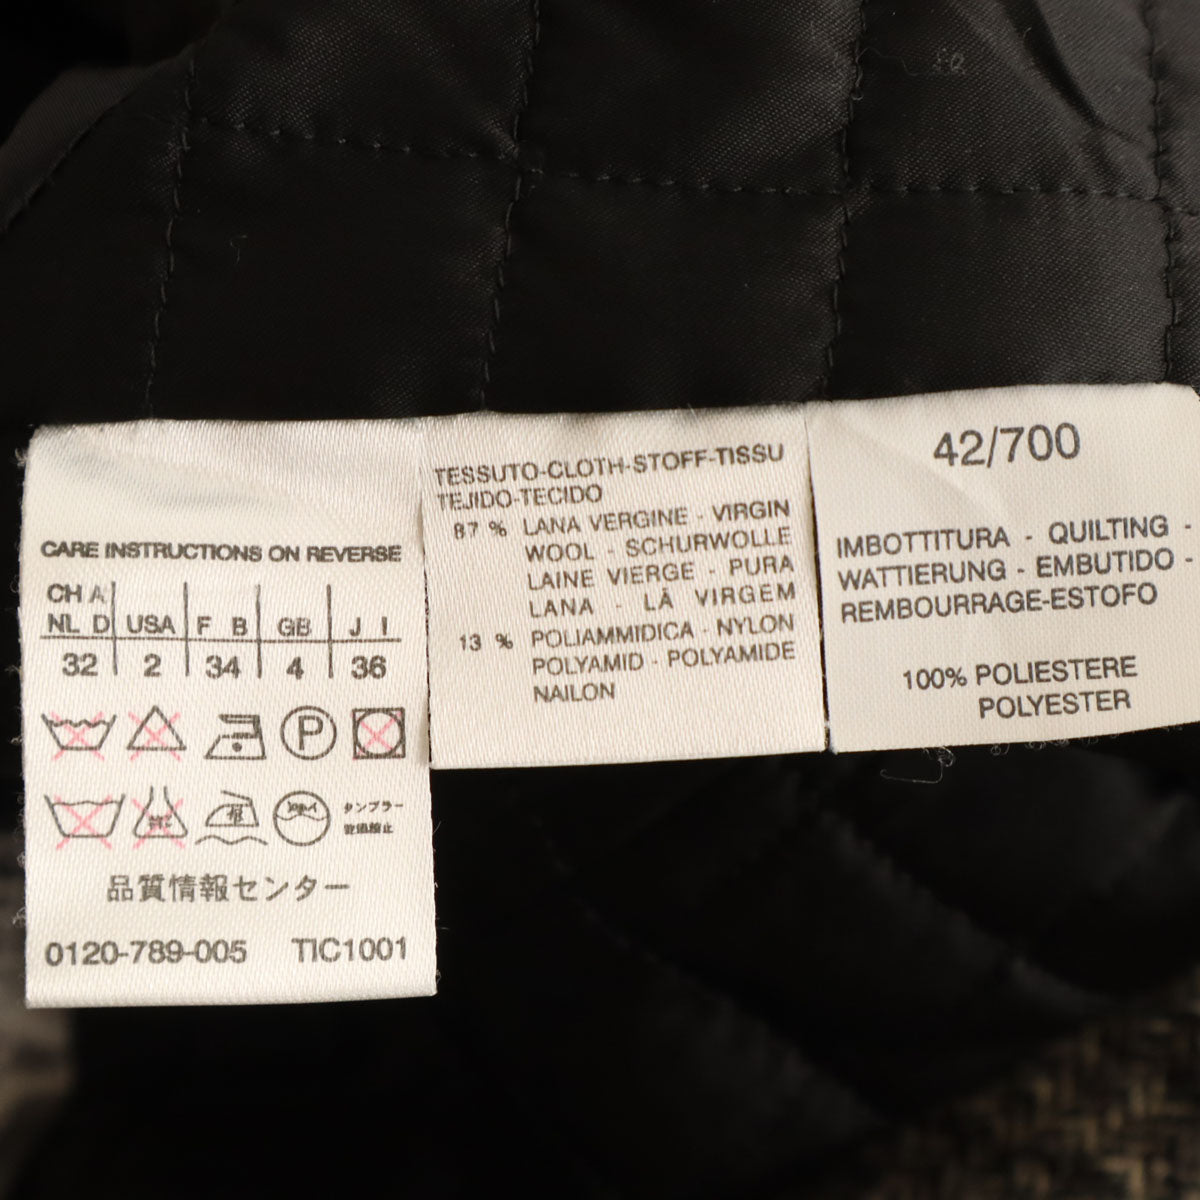 CARE INSTRUCTIONS ON REVERSE
CH A
NL D USA F B GB J I
32 2 34 4 36
P
タンブラー
乾燥禁止
品質情報センター
0120-789-005 TIC1001
TESSUTO-CLOTH-STOFF-TISSU
TEJIDO-TECIDO
87 % LANA VERGINE - VIRGIN
WOOL - SCHURWOLLE
LAINE VIERGE - PURA
LANA - LÃ VIRGEM
13 % POLIAMMIDICA - NYLON
POLYAMID - POLYAMIDE
NAILON
42/700
IMBOTTITURA - QUILTING -
WATTIERUNG - EMBUTIDO -
REMBOURRAGE-ESTOFO
100% POLIESTERE
POLYESTER